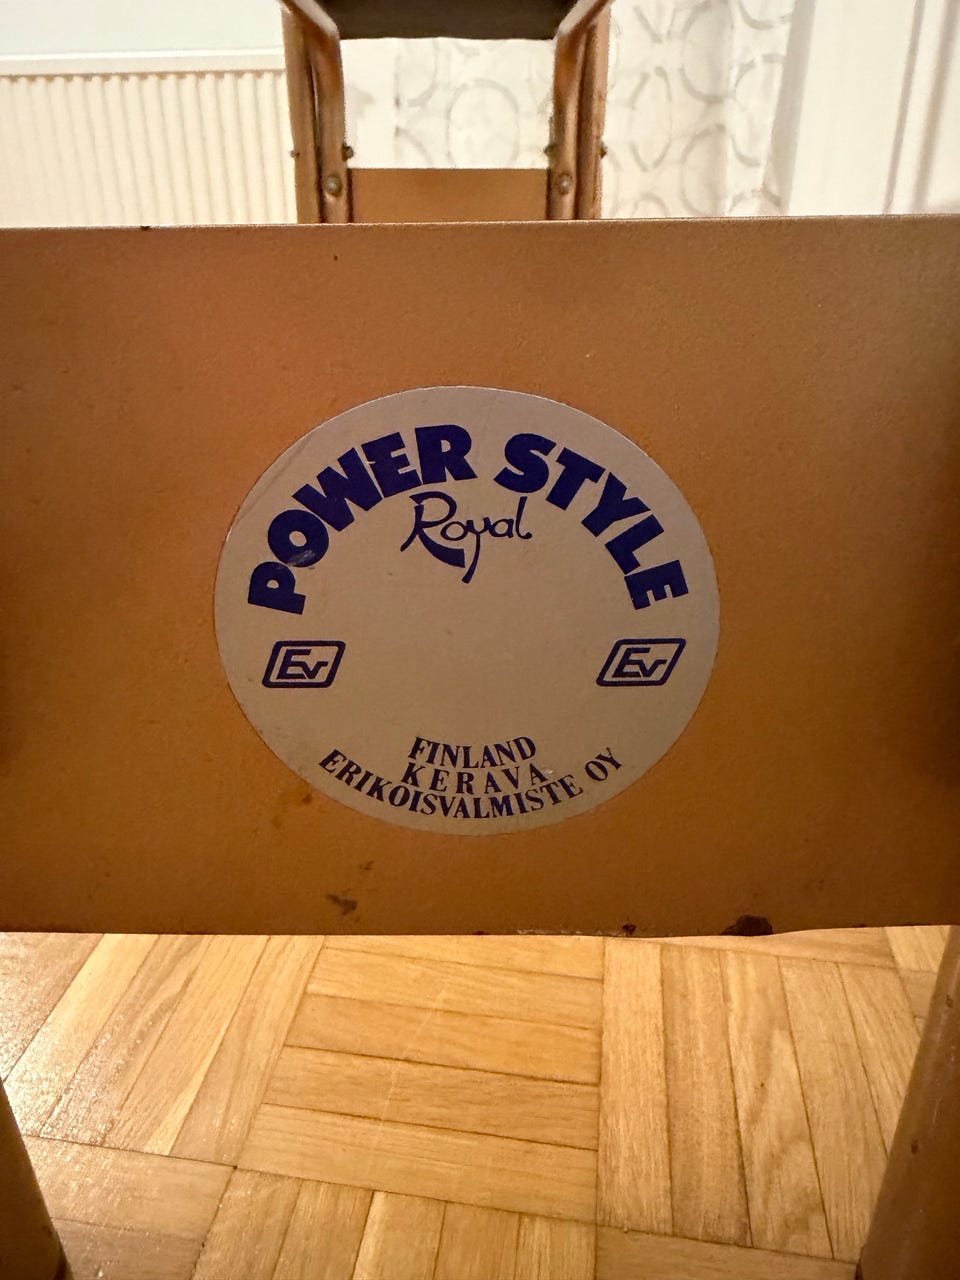 POWER STYLE
Royal
Ev
Ev
FINLAND
KERAVA
ERIKOISVALMISTE OY